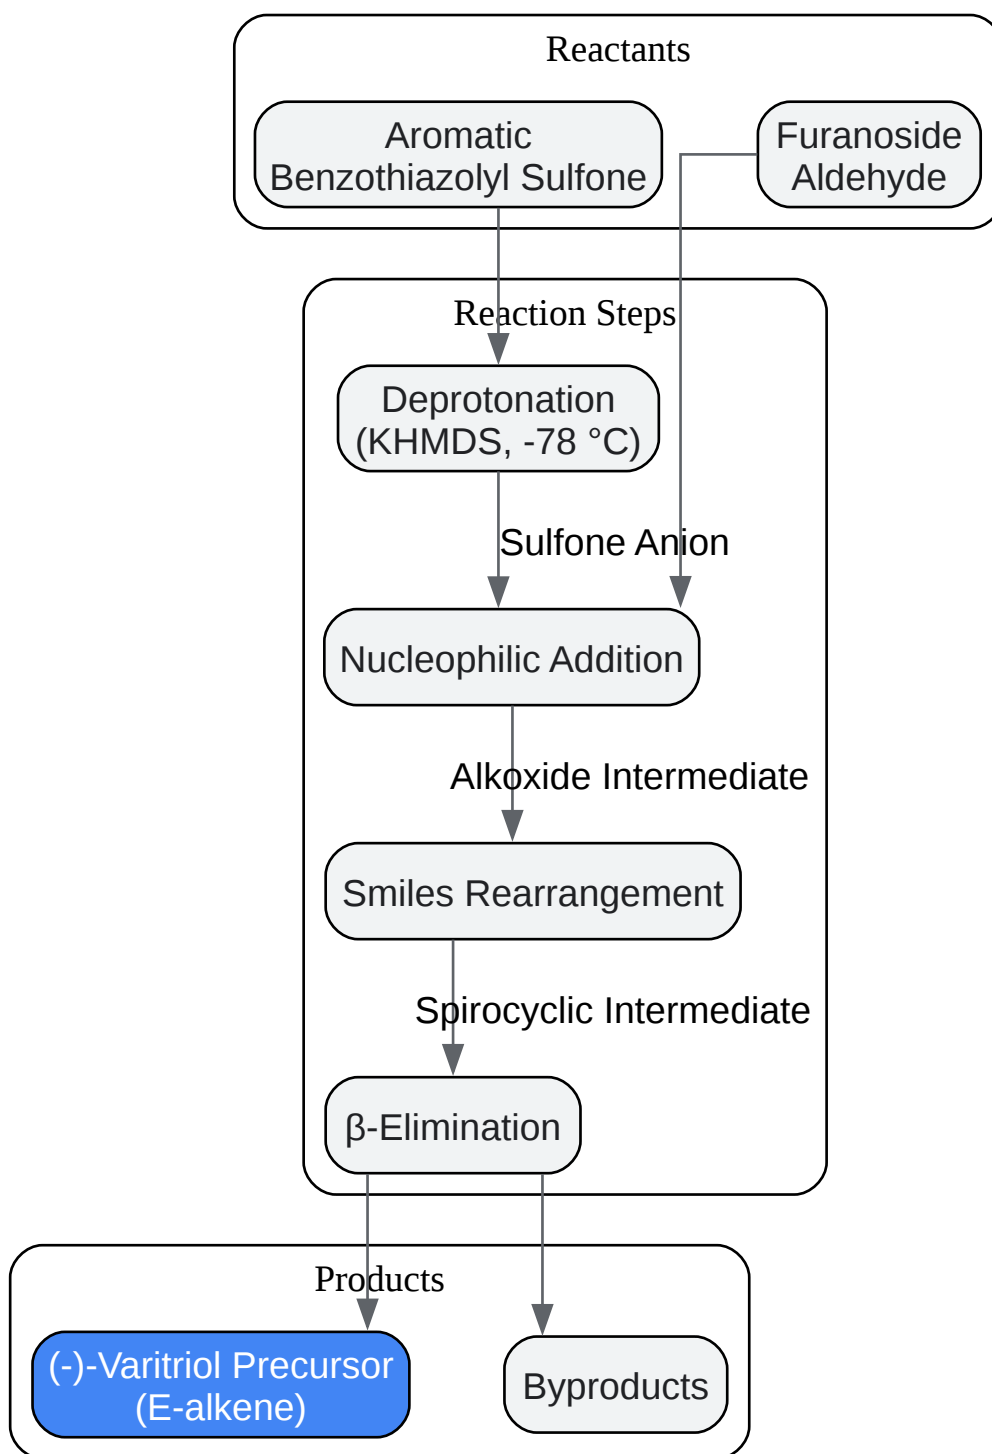 Reactants
Aromatic
Benzothiazolyl Sulfone
Furanoside
Aldehyde
Reaction Steps
Deprotonation
(KHMDS, -78 °C)
Sulfone Anion
Nucleophilic Addition
Alkoxide Intermediate
Smiles Rearrangement
Spirocyclic Intermediate
β-Elimination
Products
(-)-Varitriol Precursor
(E-alkene)
Byproducts